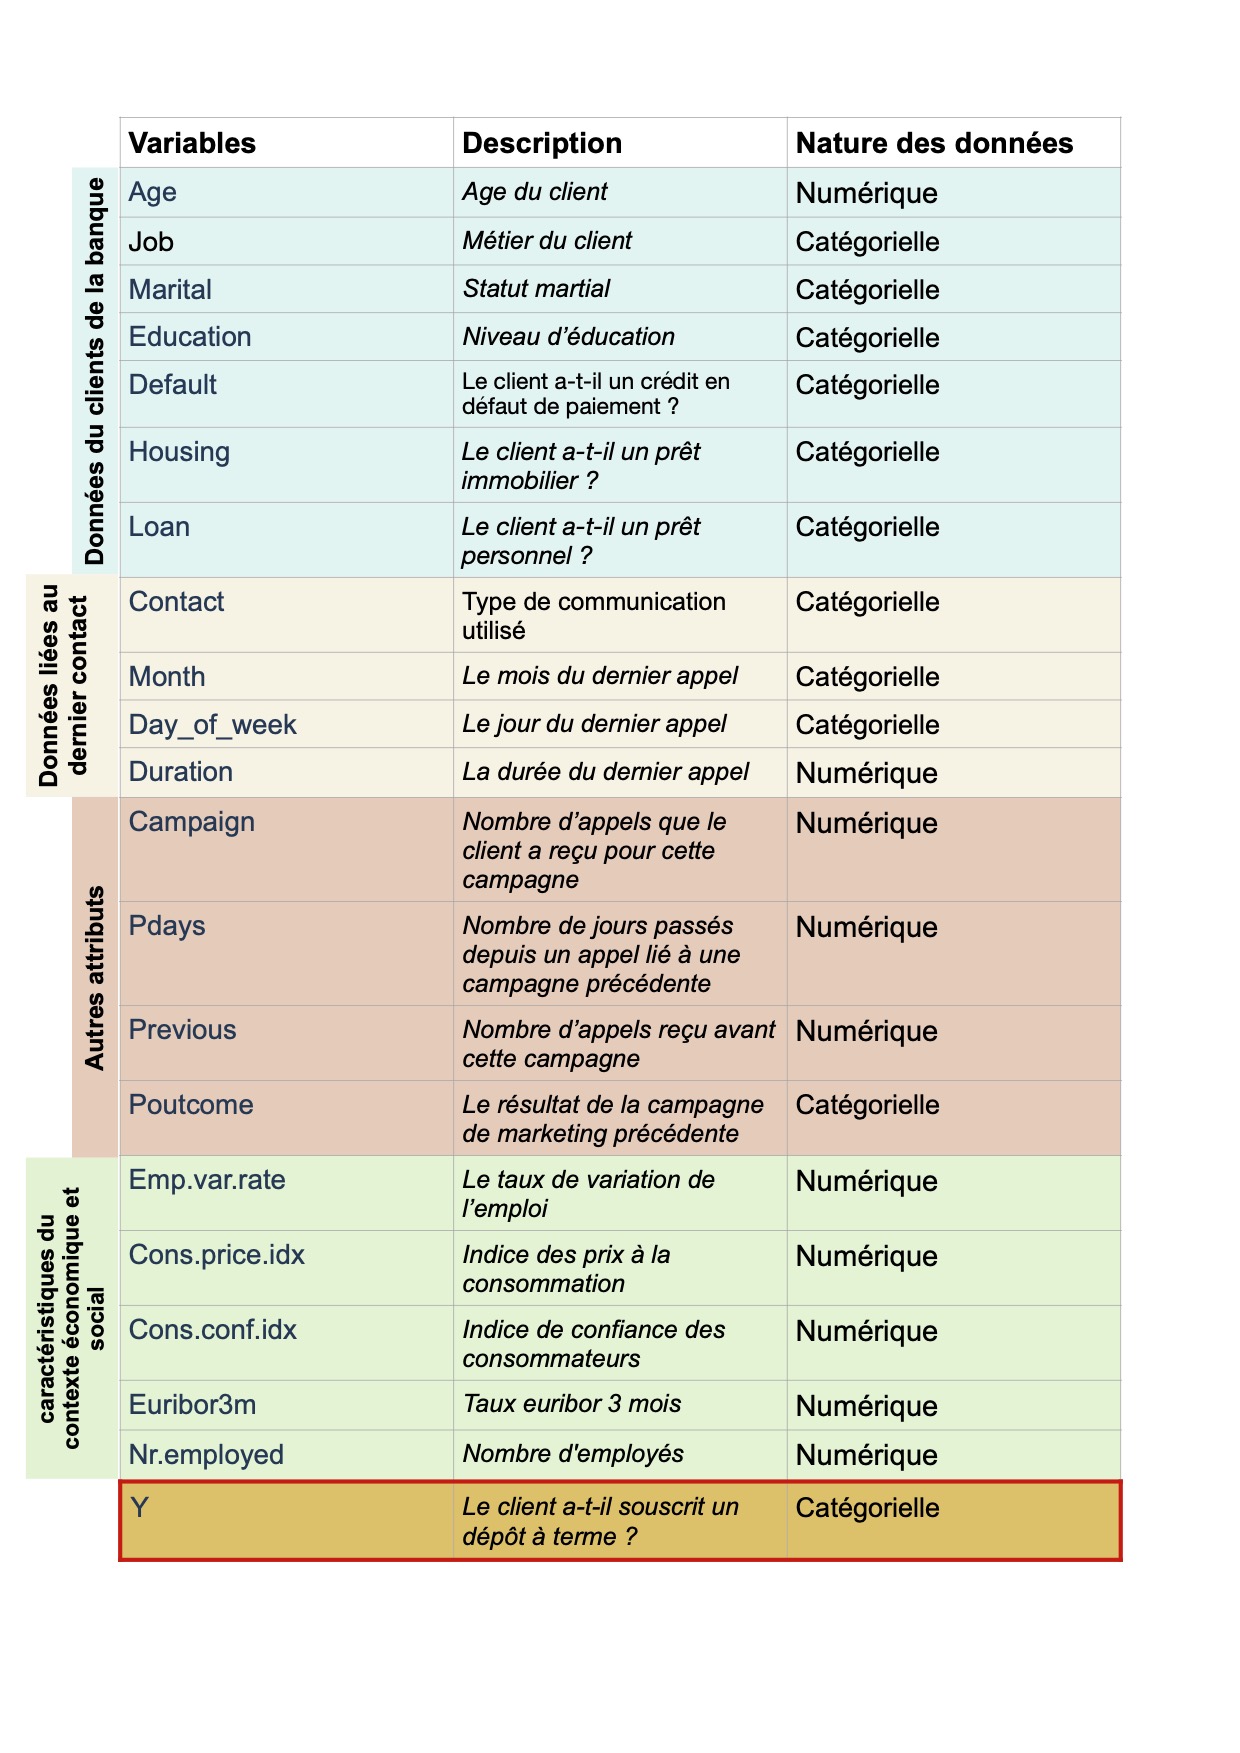 Variables Description Nature des données
Données du clients de la banque
Age Age du client Numérique
Job Métier du client Catégorielle
Marital Statut martial Catégorielle
Education Niveau d’éducation Catégorielle
Default Le client a-t-il un crédit en Catégorielle
défaut de paiement ?
Housing Le client a-t-il un prêt Catégorielle
immobilier ?
Loan Le client a-t-il un prêt Catégorielle
personnel ?
Données liées au
dernier contact
Contact Type de communication Catégorielle
utilisé
Month Le mois du dernier appel Catégorielle
Day_of_week Le jour du dernier appel Catégorielle
Duration La durée du dernier appel Numérique
Autres attributs
Campaign Nombre d’appels que le Numérique
client a reçu pour cette
campagne
Pdays Nombre de jours passés Numérique
depuis un appel lié à une
campagne précédente
Previous Nombre d’appels reçu avant Numérique
cette campagne
Poutcome Le résultat de la campagne Catégorielle
de marketing précédente
caractéristiques du
contexte économique et
social
Emp.var.rate Le taux de variation de Numérique
l’emploi
Cons.price.idx Indice des prix à la Numérique
consommation
Cons.conf.idx Indice de confiance des Numérique
consommateurs
Euribor3m Taux euribor 3 mois Numérique
Nr.employed Nombre d'employés Numérique
Y Le client a-t-il souscrit un Catégorielle
dépôt à terme ?